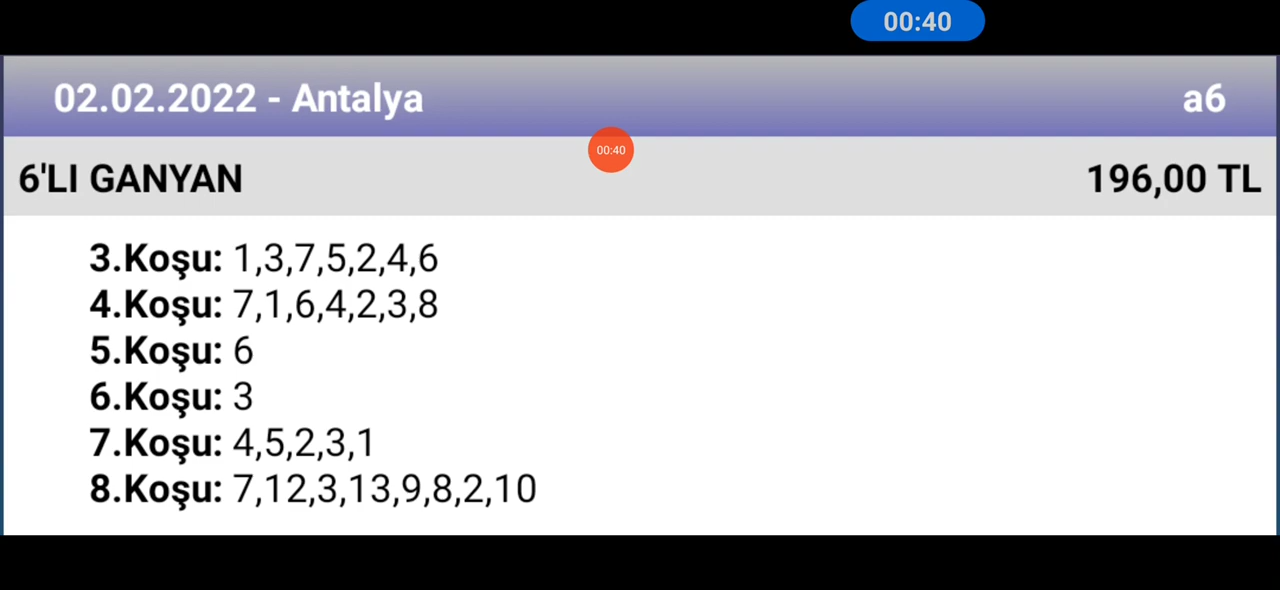 00:40
02.02.2022 - Antalya a6
00:40
6'LI GANYAN 196,00 TL
3.Koşu: 1,3,7,5,2,4,6
4.Koşu: 7,1,6,4,2,3,8
5.Koşu: 6
6.Koşu: 3
7.Koşu: 4,5,2,3,1
8.Koşu: 7,12,3,13,9,8,2,10